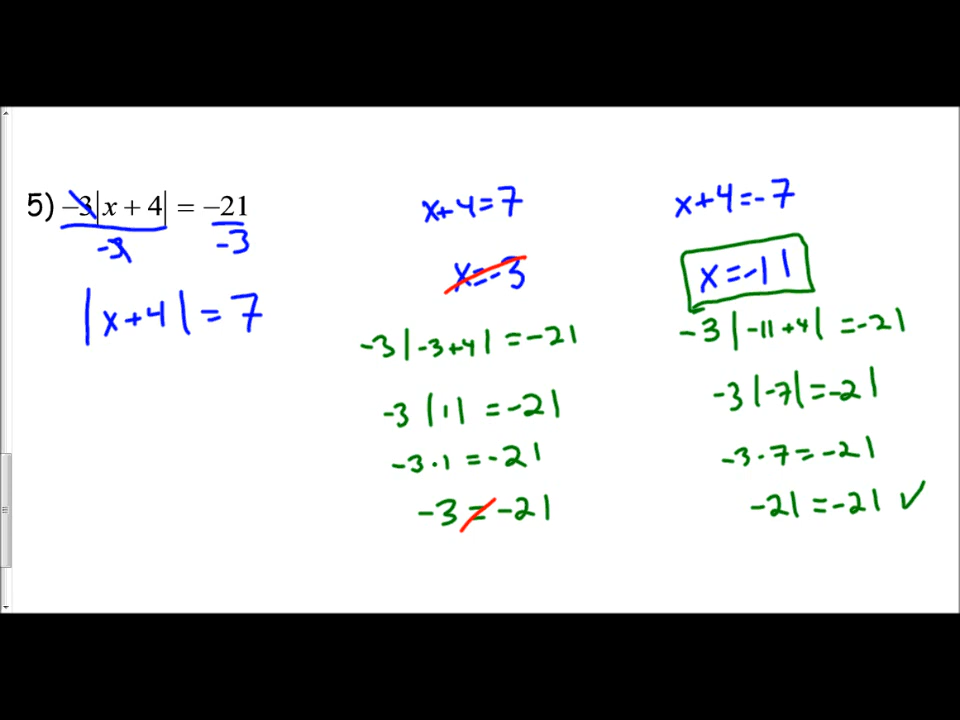 5) –3|x + 4| = –21
-3 -3
|x+4| = 7
x+4=7
x=-3
-3|-3+4| = -21
-3|1| = -21
-3·1 = -21
-3 = -21
x+4=-7
x=-11
-3|-11+4| = -21
-3|-7| = -21
-3·7 = -21
-21 = -21 ✓